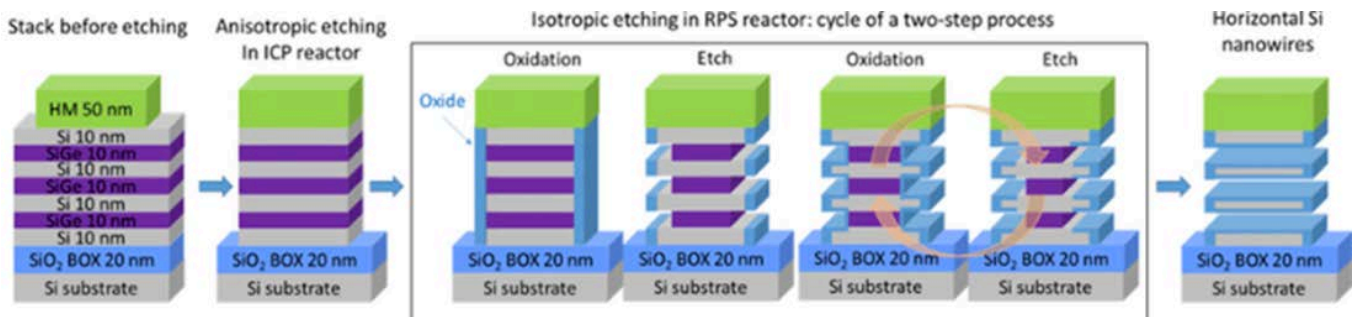 Stack before etching
HM 50 nm
Si 10 nm
SiGe 10 nm
Si 10 nm
SiGe 10 nm
Si 10 nm
SiGe 10 nm
Si 10 nm
SiO₂ BOX 20 nm
Si substrate
Anisotropic etching
In ICP reactor
SiO₂ BOX 20 nm
Si substrate
Isotropic etching in RPS reactor: cycle of a two-step process
Oxidation
Oxide
SiO₂ BOX 20 nm
Si substrate
Etch
SiO₂ BOX 20 nm
Si substrate
Oxidation
SiO₂ BOX 20 nm
Si substrate
Etch
SiO₂ BOX 20 nm
Si substrate
Horizontal Si
nanowires
SiO₂ BOX 20 nm
Si substrate